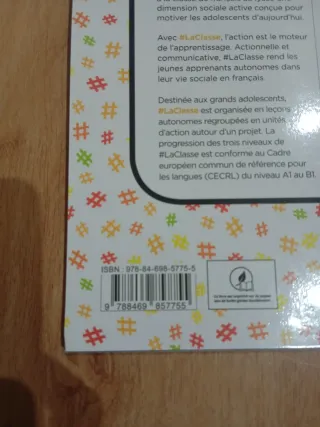 dimension sociale active conçue pour
motiver les adolescents d'aujourd'hui.
Avec #LaClasse, l'action est le moteur
de l'apprentissage. Actionnelle et
communicative, #LaClasse rend les
jeunes apprenants autonomes dans
leur vie sociale en français
Destinée aux grands adolescents,
#LaClasse est organisée en leçons
autonomes regroupées en unités
d'action autour d'un projet. La
progression des trois niveaux de
#LaClasse est conforme au Cadre
européen commun de référence pour
les langues (CECRL) du niveau A1 au B1.
ISBN : 978-84-698-5775-5
9 788469 857755